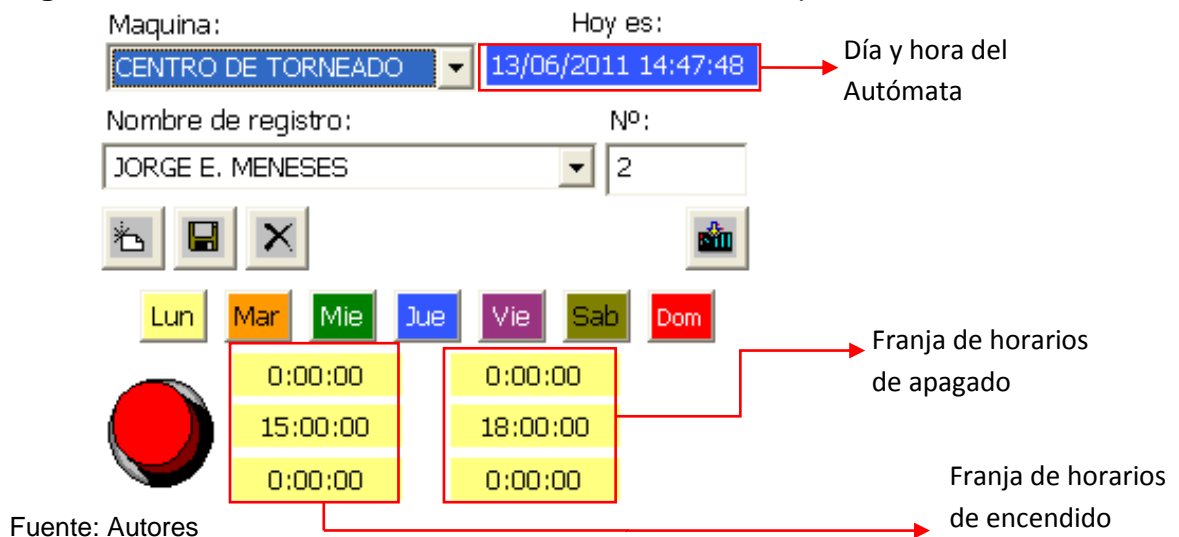 Maquina:
Hoy es:
CENTRO DE TORNEADO
13/06/2011 14:47:48
Día y hora del
Autómata
Nombre de registro:
Nº:
JORGE E. MENESES
2
Lun Mar Mie Jue Vie Sab Dom
0:00:00 0:00:00
15:00:00 18:00:00
0:00:00 0:00:00
Franja de horarios
de apagado
Franja de horarios
de encendido
Fuente: Autores